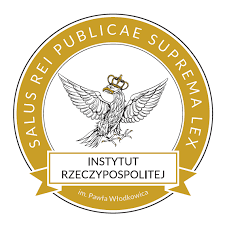 SALUS REI PUBLICAE SUPREMA LEX
INSTYTUT
RZECZYPOSPOLITEJ
im. Pawła Włodkowica